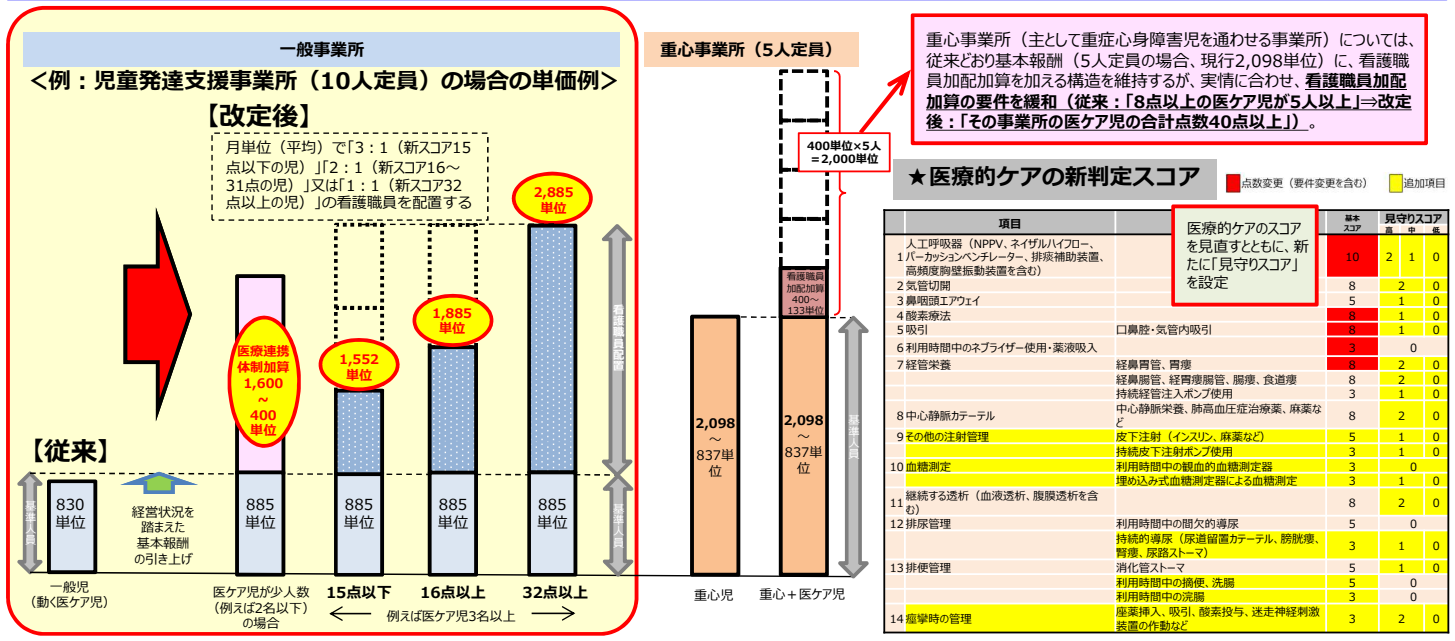 一般事業所
<例：児童発達支援事業所（10人定員）の場合の単価例>
【改定後】
月単位（平均）で「3：1（新スコア15
点以下の児）」「2：1（新スコア16～
31点の児）」又は「1：1（新スコア32
点以上の児）」の看護職員を配置する
医療連携
体制加算
1,600
～
400
単位
1,552
単位
1,885
単位
2,885
単位
看護職員配置
【従来】
基準人員
830
単位
経営状況を
踏まえた
基本報酬
の引き上げ
885
単位
885
単位
885
単位
885
単位
基準人員
一般児
（動く医ケア児）
医ケア児が少人数
（例えば2名以下）
の場合
15点以下
16点以上
32点以上
例えば医ケア児3名以上
重心事業所（5人定員）
400単位×5人
＝2,000単位
看護職員
加配加算
400～
133単位
2,098
～
837単
位
2,098
～
837単
位
基準人員
重心児
重心＋医ケア児
重心事業所（主として重症心身障害児を通わせる事業所）については、
従来どおり基本報酬（5人定員の場合、現行2,098単位）に、看護職
員加配加算を加える構造を維持するが、実情に合わせ、看護職員加配
加算の要件を緩和（従来：「8点以上の医ケア児が5人以上」⇒改定
後：「その事業所の医ケア児の合計点数40点以上」）。
★医療的ケアの新判定スコア
点数変更（要件変更を含む）
追加項目
医療的ケアのスコア
を見直すとともに、新
たに「見守りスコア」
を設定
項目 基本スコア 見守りスコア
高 中 低
1 人工呼吸器（NPPV、ネイザルハイフロー、
パーカッションベンチレーター、排痰補助装置、
高頻度胸壁振動装置を含む） 10 2 1 0
2 気管切開 8 2 0
3 鼻咽頭エアウェイ 5 1 0
4 酸素療法 8 1 0
5 吸引 口鼻腔・気管内吸引 8 1 0
6 利用時間中のネブライザー使用・薬液吸入 3 0
7 経管栄養 経鼻胃管、胃瘻 8 2 0
経鼻腸管、経胃瘻腸管、腸瘻、食道瘻 8 2 0
持続経管注入ポンプ使用 3 1 0
8 中心静脈カテーテル 中心静脈栄養、肺高血圧症治療薬、麻薬な
ど 8 2 0
9 その他の注射管理 皮下注射（インスリン、麻薬など） 5 1 0
持続皮下注射ポンプ使用 3 1 0
10 血糖測定 利用時間中の観血的血糖測定器 3 0
埋め込み式血糖測定器による血糖測定 3 1 0
11 継続する透析（血液透析、腹膜透析を含
む） 8 2 0
12 排尿管理 利用時間中の間欠的導尿 5 0
持続的導尿（尿道留置カテーテル、膀胱瘻、
腎瘻、尿路ストーマ） 3 1 0
13 排便管理 消化管ストーマ 5 1 0
利用時間中の摘便、洗腸 5 0
利用時間中の浣腸 3 0
14 痙攣時の管理 座薬挿入、吸引、酸素投与、迷走神経刺激
装置の作動など 3 2 0